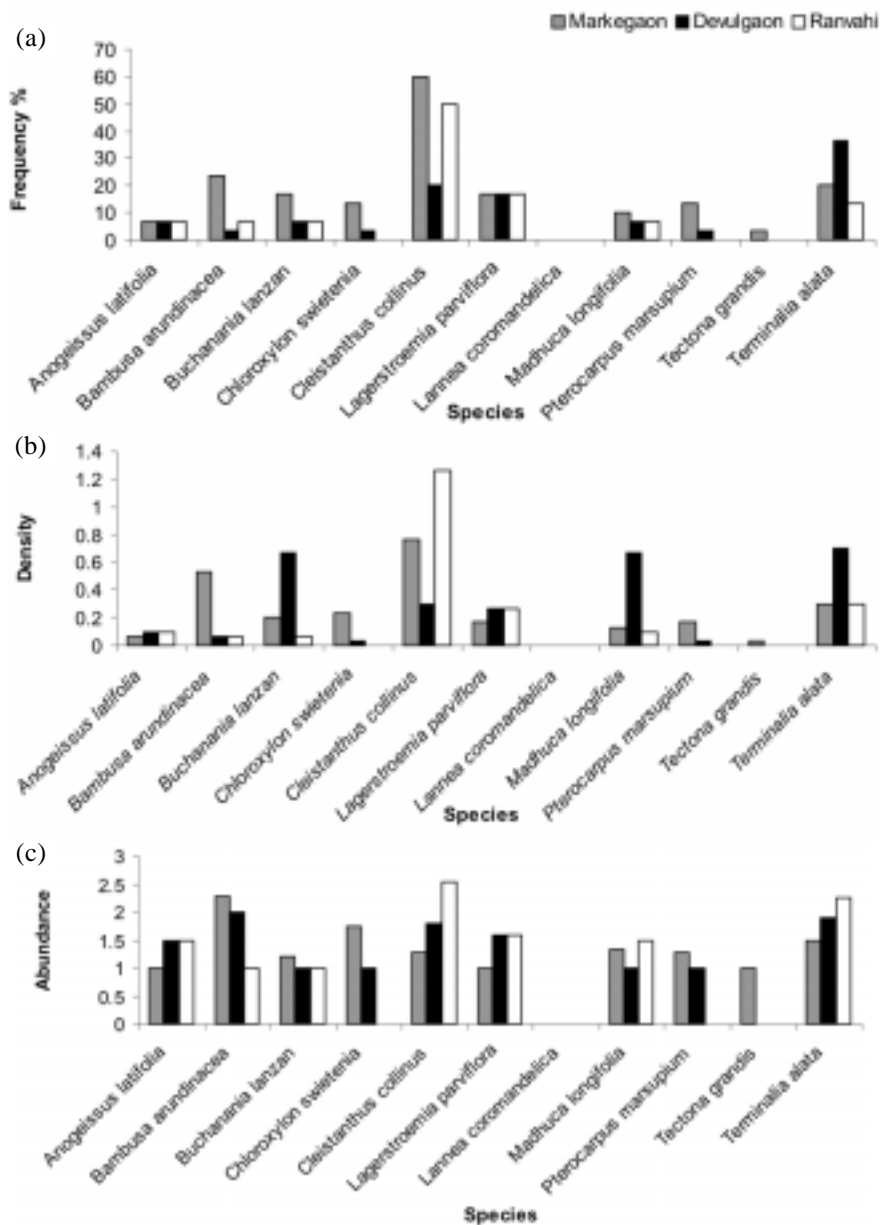 Markegaon Devulgaon Ranvahi
(a)
70
60
50
40
30
20
10
0
Frequency %
Anogeissus latifolia
Bambusa arundinacea
Buchanania lanzan
Chloroxylon swietenia
Cleistanthus collinus
Lagerstroemia parviflora
Lannea coromandelica
Madhuca longifolia
Pterocarpus marsupium
Tectona grandis
Terminalia alata
Species
(b)
1.4
1.2
1
0.8
0.6
0.4
0.2
0
Density
Anogeissus latifolia
Bambusa arundinacea
Buchanania lanzan
Chloroxylon swietenia
Cleistanthus collinus
Lagerstroemia parviflora
Lannea coromandelica
Madhuca longifolia
Pterocarpus marsupium
Tectona grandis
Terminalia alata
Species
(c)
3
2.5
2
1.5
1
0.5
0
Abundance
Anogeissus latifolia
Bambusa arundinacea
Buchanania lanzan
Chloroxylon swietenia
Cleistanthus collinus
Lagerstroemia parviflora
Lannea coromandelica
Madhuca longifolia
Pterocarpus marsupium
Tectona grandis
Terminalia alata
Species